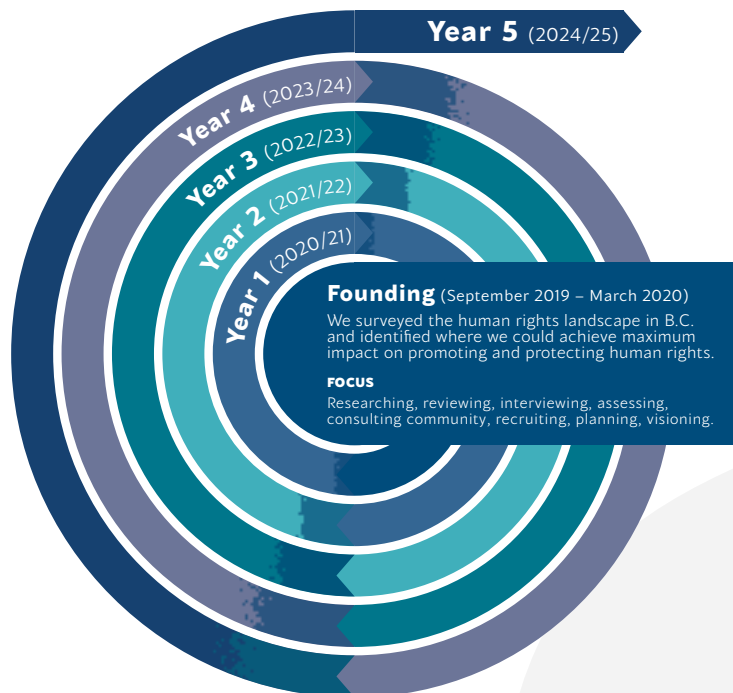 Year 5 (2024/25)
Year 4 (2023/24)
Year 3 (2022/23)
Year 2 (2021/22)
Year 1 (2020/21)
Founding (September 2019 – March 2020)
We surveyed the human rights landscape in B.C.
and identified where we could achieve maximum
impact on promoting and protecting human rights.
FOCUS
Researching, reviewing, interviewing, assessing,
consulting community, recruiting, planning, visioning.